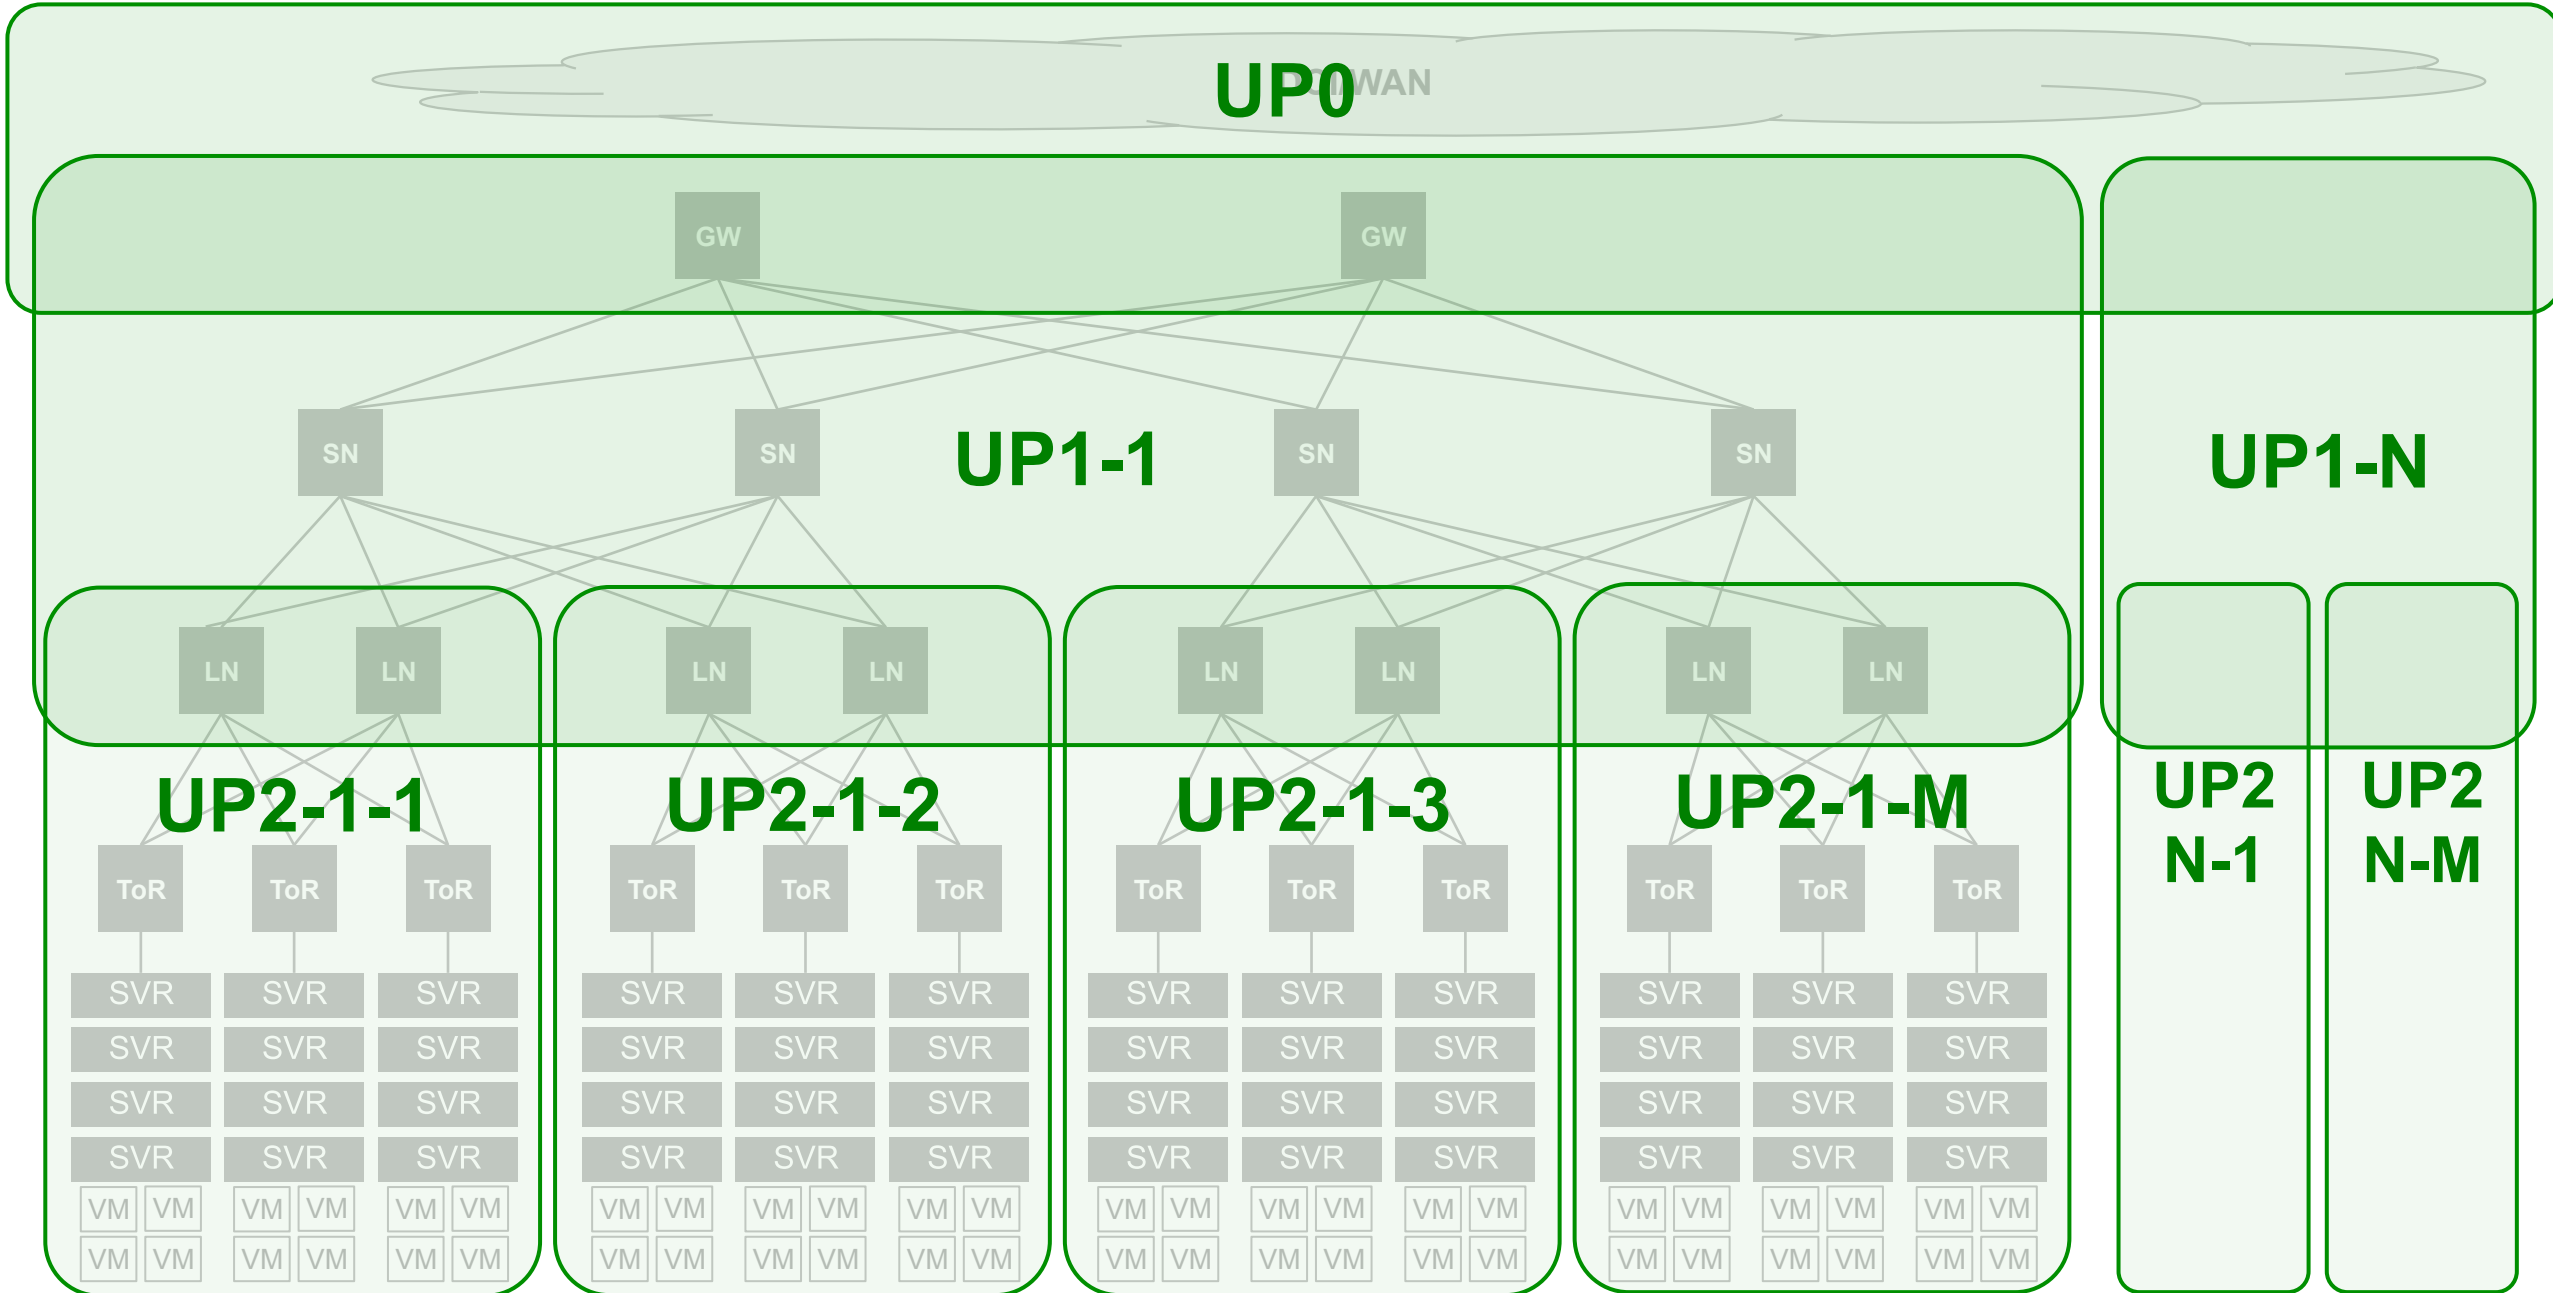 UP0
WAN
GW GW
SN SN UP1-1 SN SN UP1-N
LN LN LN LN LN LN LN LN
UP2-1-1 UP2-1-2 UP2-1-3 UP2-1-M UP2 UP2
N-1 N-M
ToR ToR ToR ToR ToR ToR ToR ToR ToR ToR ToR ToR
SVR SVR SVR SVR SVR SVR SVR SVR SVR SVR SVR SVR
SVR SVR SVR SVR SVR SVR SVR SVR SVR SVR SVR SVR
SVR SVR SVR SVR SVR SVR SVR SVR SVR SVR SVR SVR
SVR SVR SVR SVR SVR SVR SVR SVR SVR SVR SVR SVR
VM VM VM VM VM VM VM VM VM VM VM VM VM VM VM VM VM VM VM VM VM VM VM VM
VM VM VM VM VM VM VM VM VM VM VM VM VM VM VM VM VM VM VM VM VM VM VM VM